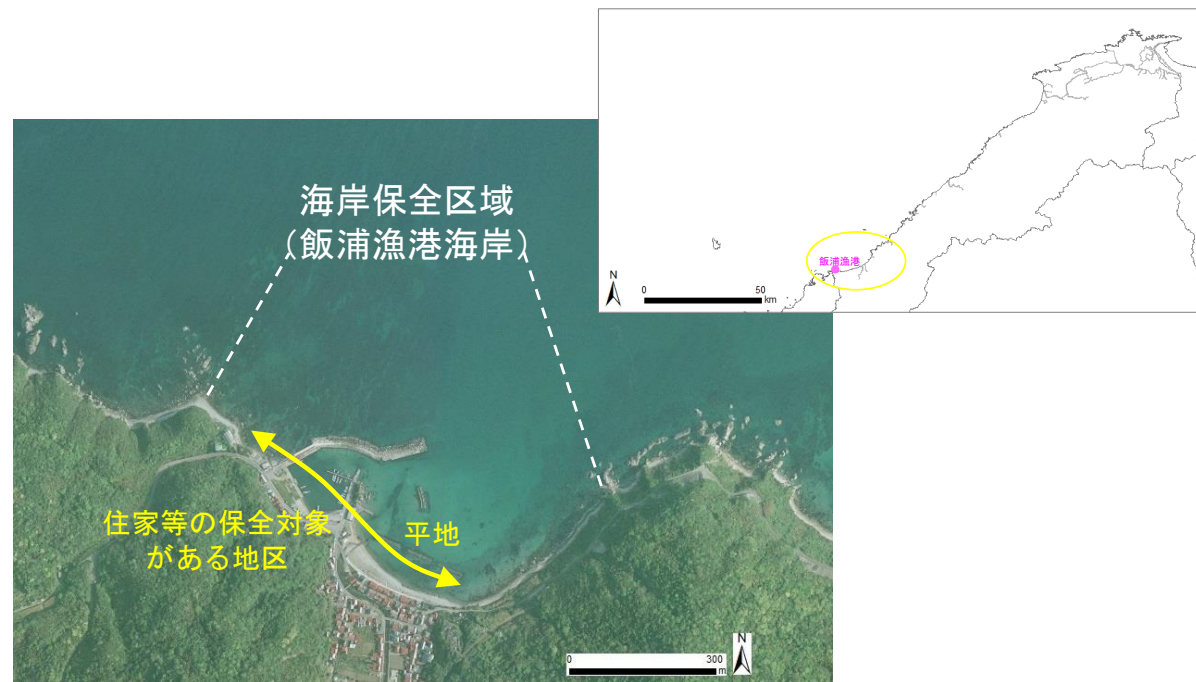 海岸保全区域
（飯浦漁港海岸）
住家等の保全対象
がある地区
平地
0 300
m
N
飯浦漁港
N
0 50
km